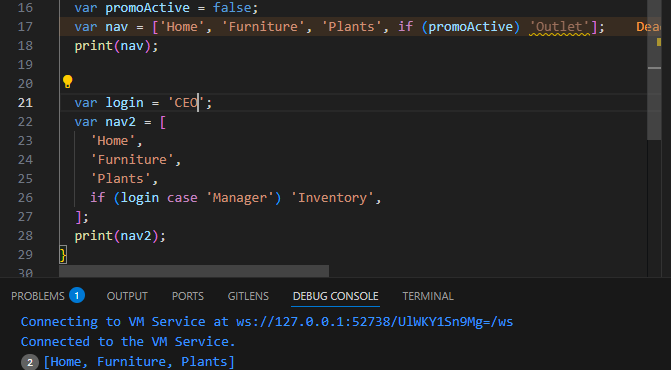 16 var promoActive = false;
17 var nav = ['Home', 'Furniture', 'Plants', if (promoActive) 'Outlet']; Dea
18 print(nav);
19
20
21 var login = 'CEO';
22 var nav2 = [
23 'Home',
24 'Furniture',
25 'Plants',
26 if (login case 'Manager') 'Inventory',
27 ];
28 print(nav2);
29 }
30
PROBLEMS 1 OUTPUT PORTS GITLENS DEBUG CONSOLE TERMINAL
Connecting to VM Service at ws://127.0.0.1:52738/UlWKY1Sn9Mg=/ws
Connected to the VM Service.
2 [Home, Furniture, Plants]